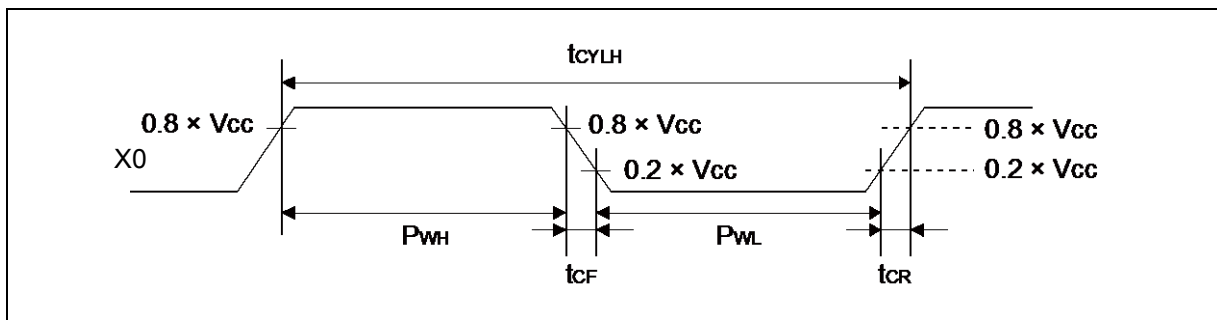 tCYLH
0.8 × VCC
0.8 × VCC
0.8 × VCC
X0
0.2 × VCC
0.2 × VCC
PWH
PWL
tCF
tCR